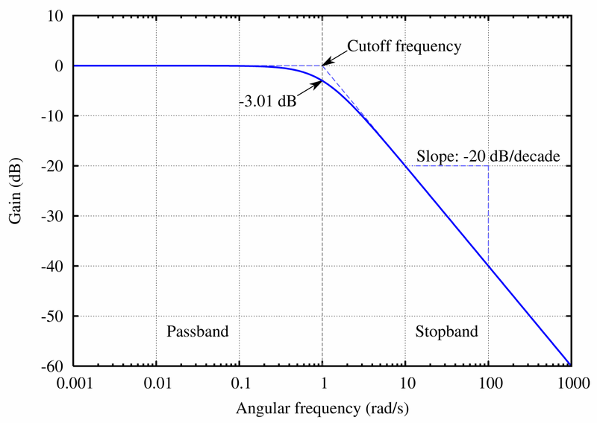 10
0
-10
-20
-30
-40
-50
-60
Gain (dB)
Cutoff frequency
-3.01 dB
Slope: -20 dB/decade
Passband
Stopband
0.001
0.01
0.1
1
10
100
1000
Angular frequency (rad/s)